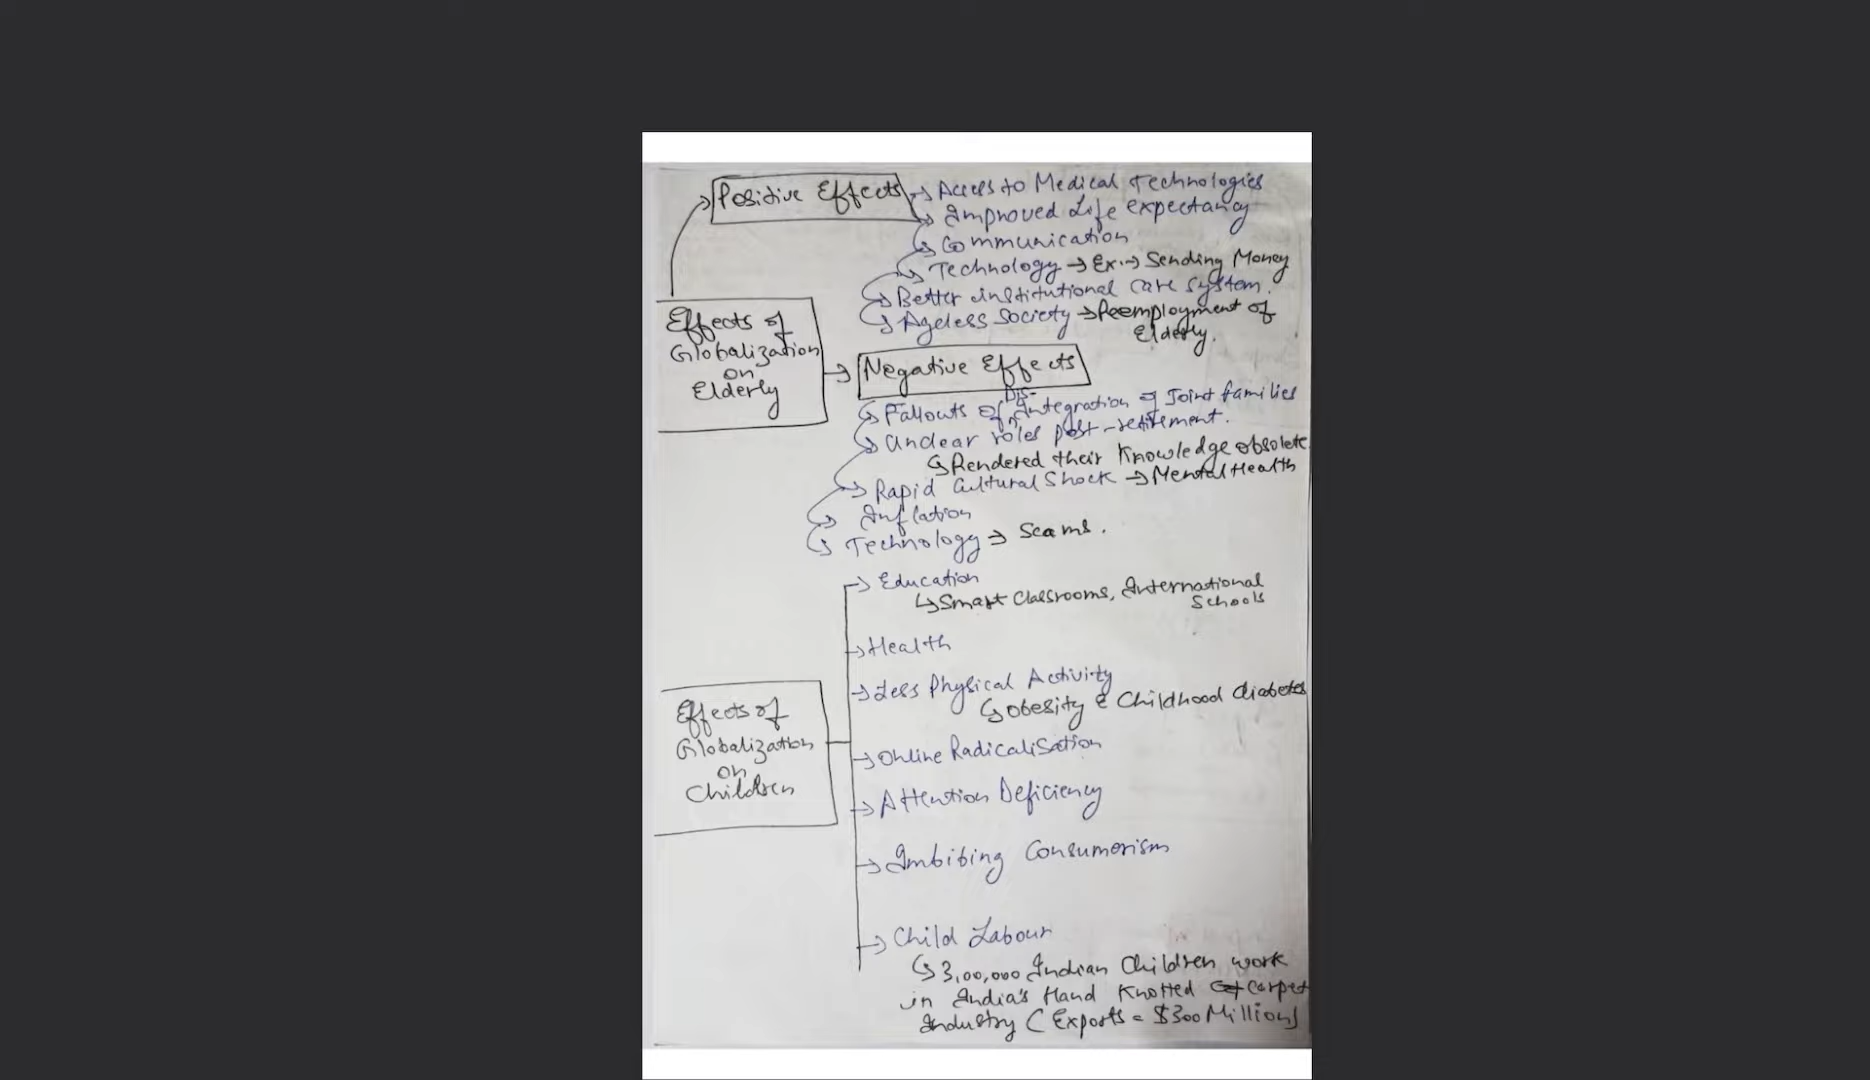 Positive Effects → Access to Medical Technologies
→ Improved Life expectancy
→ Communication
→ Technology → Ex. → Sending Money
→ Better institutional care system.
→ Ageless Society → Reemployment of
Elderly.
Effects of
Globalization
on
Elderly
→ Negative Effects
→ Fallouts of Dis-integration of Joint families
→ Unclear roles post-retirement.
↳ Rendered their Knowledge obsolete
→ Rapid Cultural Shock → Mental Health
→ Inflation
→ Technology → Scams.
Effects of
Globalization
on
Children
→ Education
↳ Smart Classrooms, International
Schools
→ Health
→ Less Physical Activity
↳ Obesity & Childhood diabetes
→ Online Radicalisation
→ Attention Deficiency
→ Imbibing Consumerism
→ Child Labour
↳ 3,00,000 Indian Children work
in India's Hand Knotted Carpet
Industry (Exports = $300 Million)